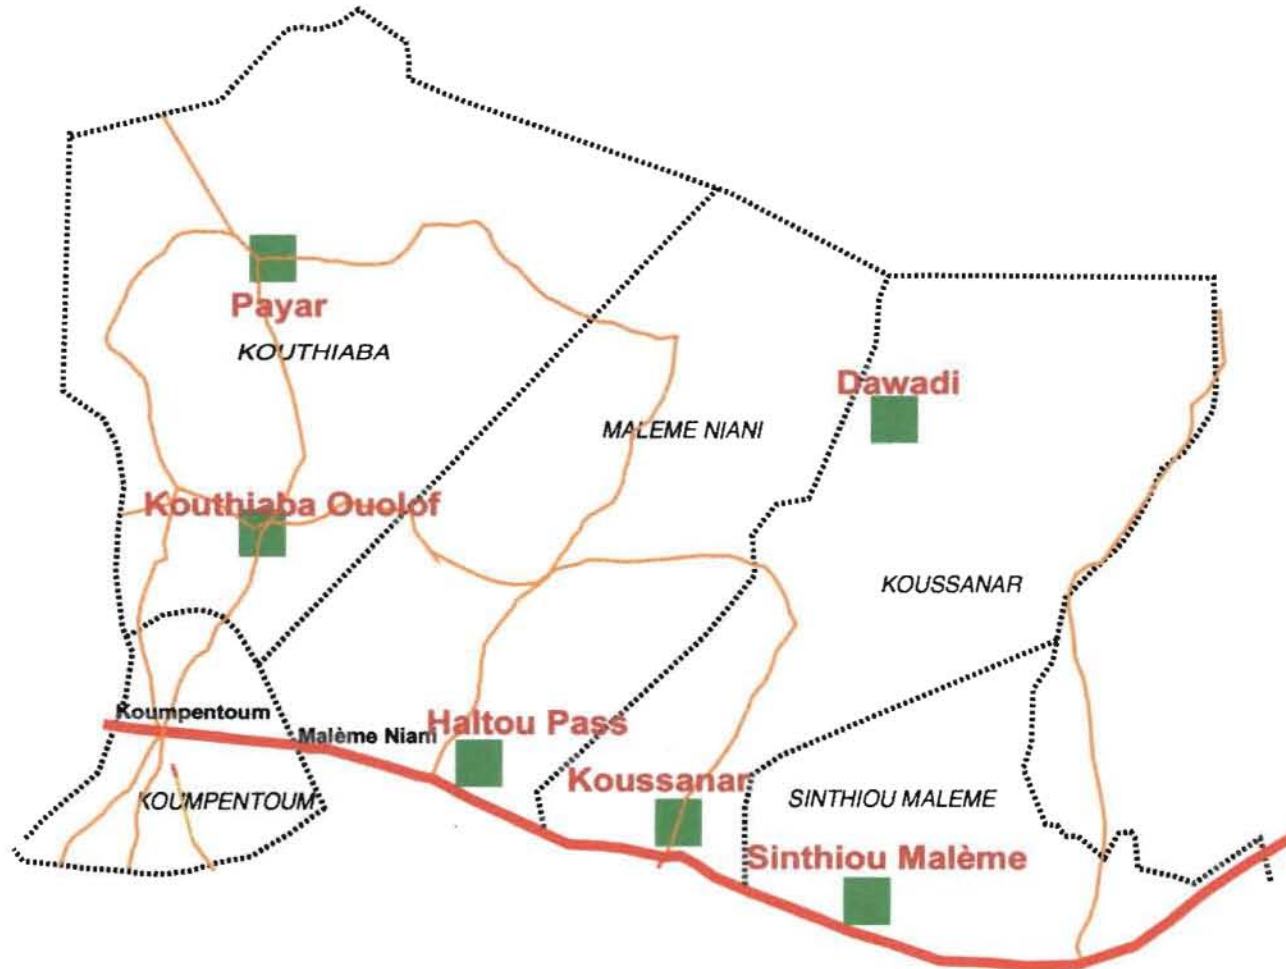 Payar
KOUTHIABA
Dawadi
MALEME NIANI
Kouthiaba Ouolof
KOUSSANAR
Koumpentoum
Malème Niani
Haltou Pass
Koussanar
KOUMPENTOUM
SINTHIOU MALEME
Sinthiou Malème